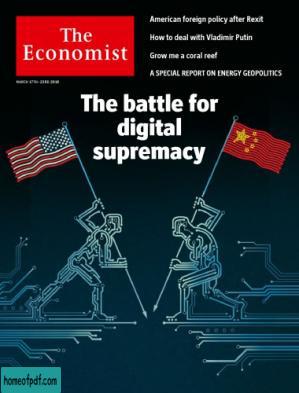 The
Economist
MARCH 17TH–23RD 2018
American foreign policy after Rexit
How to deal with Vladimir Putin
Grow me a coral reef
A SPECIAL REPORT ON ENERGY GEOPOLITICS
The battle for
digital
supremacy
homeofpdf.com